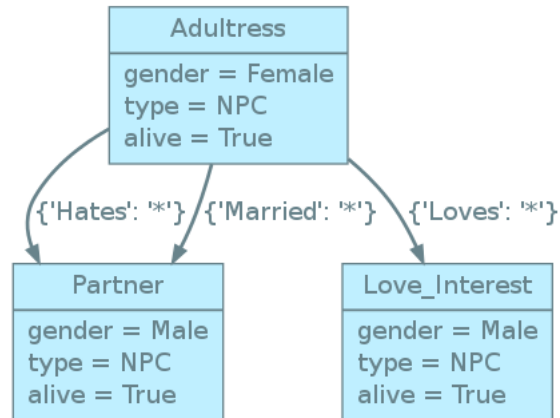 Adultress
gender = Female
type = NPC
alive = True
{'Hates': '*'} {'Married': '*'} {'Loves': '*'}
Partner
gender = Male
type = NPC
alive = True
Love_Interest
gender = Male
type = NPC
alive = True